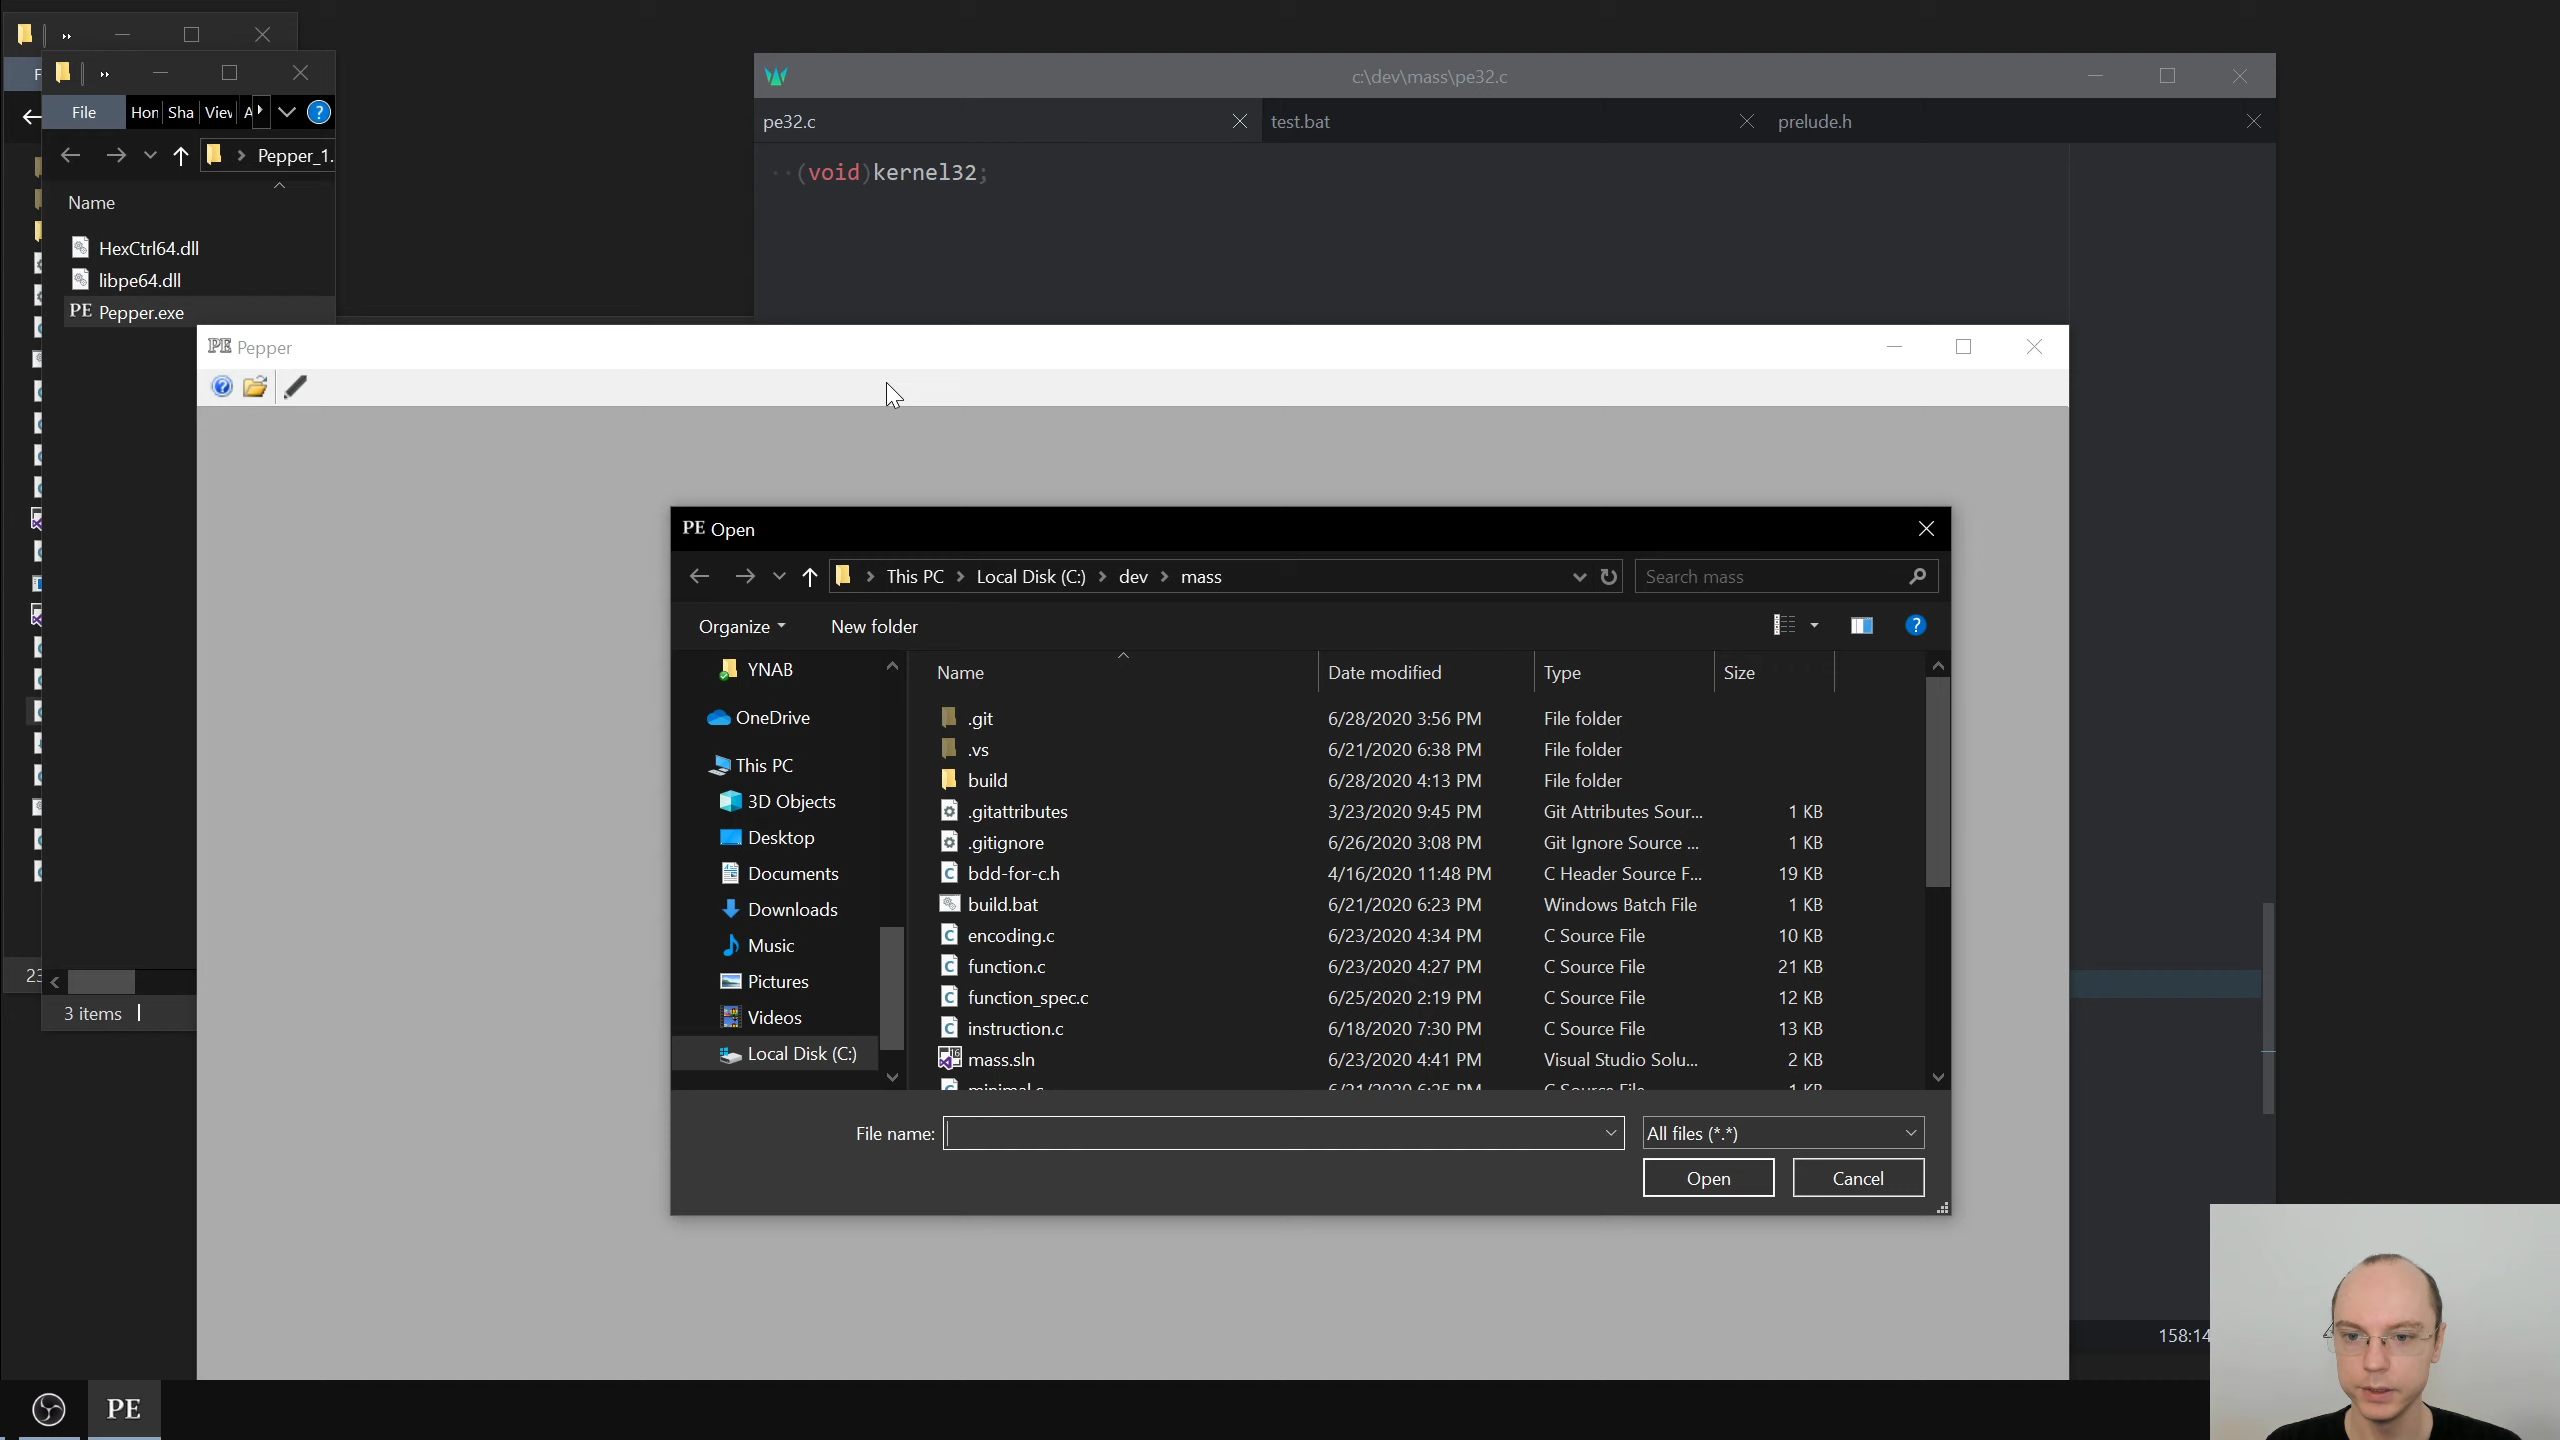 c:\dev\mass\pe32.c
File
pe32.c
test.bat
prelude.h
Pepper_1.
(void)kernel32;
Name
HexCtrl64.dll
libpe64.dll
PE Pepper.exe
PE Pepper
PE Open
This PC
Local Disk (C:)
dev
mass
Search mass
Organize
New folder
Name
Date modified
Type
Size
YNAB
OneDrive
This PC
3D Objects
Desktop
Documents
Downloads
Music
Pictures
Videos
Local Disk (C:)
.git 6/28/2020 3:56 PM File folder
.vs 6/21/2020 6:38 PM File folder
build 6/28/2020 4:13 PM File folder
.gitattributes 3/23/2020 9:45 PM Git Attributes Sour... 1 KB
.gitignore 6/26/2020 3:08 PM Git Ignore Source ... 1 KB
bdd-for-c.h 4/16/2020 11:48 PM C Header Source F... 19 KB
build.bat 6/21/2020 6:23 PM Windows Batch File 1 KB
encoding.c 6/23/2020 4:34 PM C Source File 10 KB
function.c 6/23/2020 4:27 PM C Source File 21 KB
function_spec.c 6/25/2020 2:19 PM C Source File 12 KB
instruction.c 6/18/2020 7:30 PM C Source File 13 KB
mass.sln 6/23/2020 4:41 PM Visual Studio Solu... 2 KB
File name:
All files (*.*)
Open
Cancel
3 items
158:14
PE